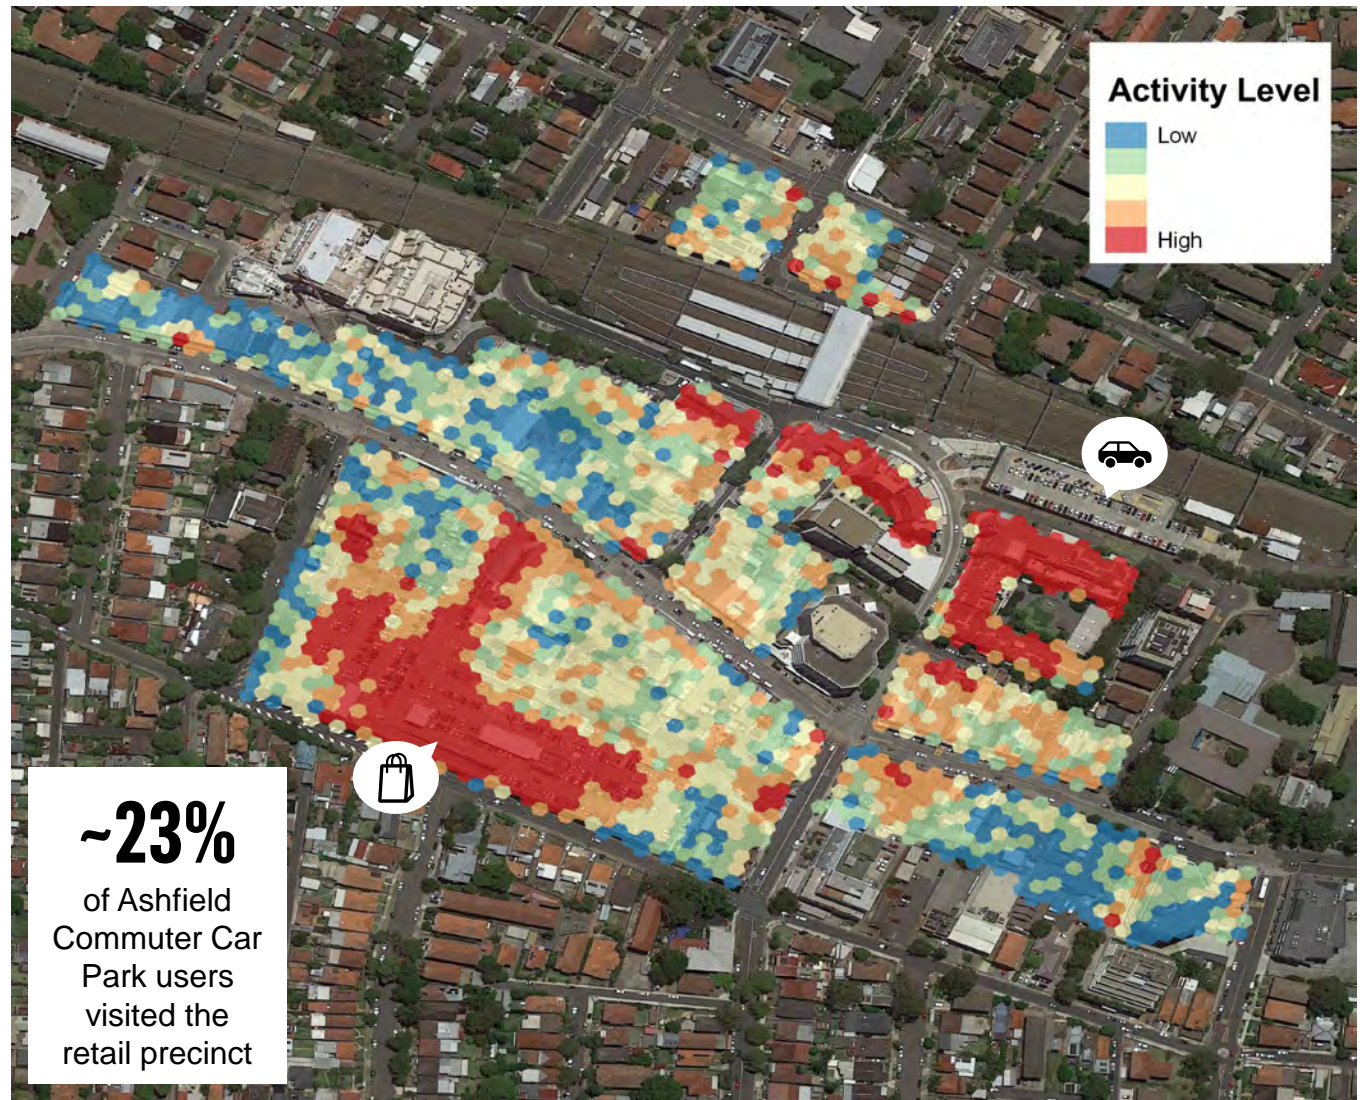 Activity Level
Low
High
~23%
of Ashfield
Commuter Car
Park users
visited the
retail precinct